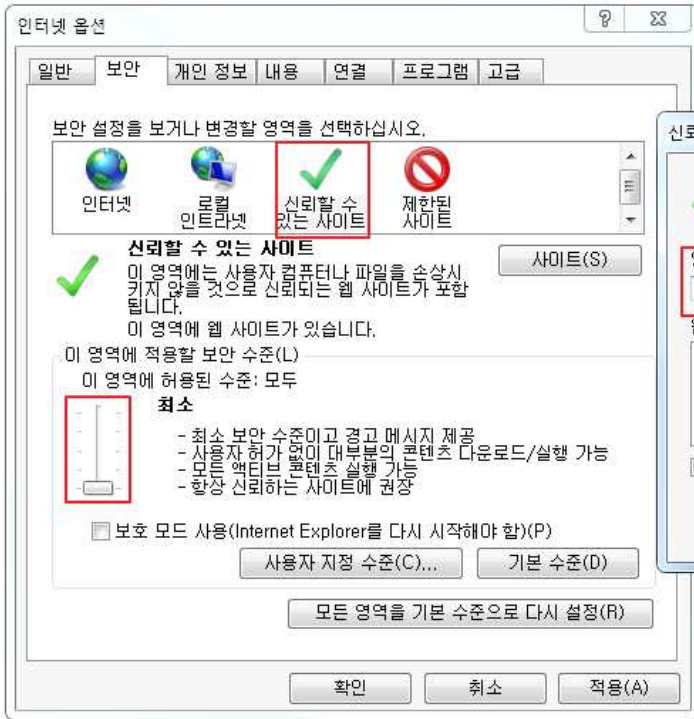 인터넷 옵션
일반 보안 개인 정보 내용 연결 프로그램 고급
보안 설정을 보거나 변경할 영역을 선택하십시오.
인터넷
로컬
인트라넷
신뢰할 수
있는 사이트
제한된
사이트
신뢰할 수 있는 사이트
사이트(S)
이 영역에는 사용자 컴퓨터나 파일을 손상시
키지 않을 것으로 신뢰되는 웹 사이트가 포함
됩니다.
이 영역에 웹 사이트가 있습니다.
이 영역에 적용할 보안 수준(L)
이 영역에 허용된 수준: 모두
최소
- 최소 보안 수준이고 경고 메시지 제공
- 사용자 허가 없이 대부분의 콘텐츠 다운로드/실행 가능
- 모든 액티브 콘텐츠 실행 가능
- 항상 신뢰하는 사이트에 권장
보호 모드 사용(Internet Explorer를 다시 시작해야 함)(P)
사용자 지정 수준(C)... 기본 수준(D)
모든 영역을 기본 수준으로 다시 설정(R)
확인 취소 적용(A)
신뢰